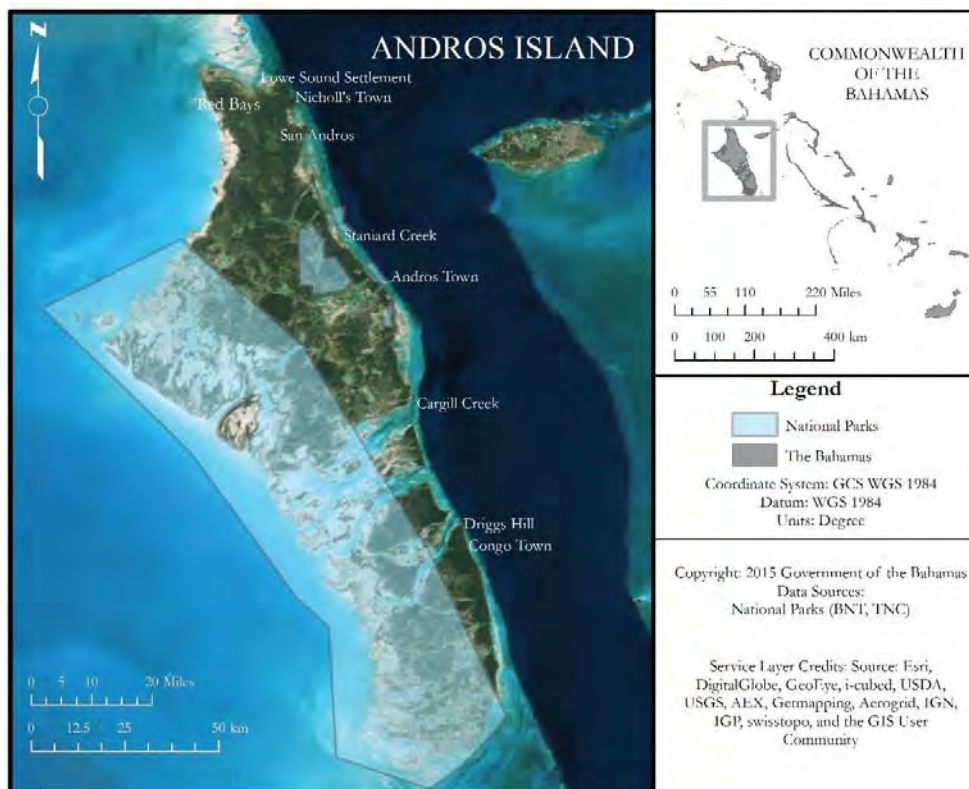 N
ANDROS ISLAND
Lowe Sound Settlement
Nicholl's Town
Red Bays
San Andros
Staniard Creek
Andros Town
Cargill Creek
Driggs Hill
Congo Town
0 5 10 20 Miles
0 12.5 25 50 km
COMMONWEALTH
OF THE
BAHAMAS
0 55 110 220 Miles
0 100 200 400 km
Legend
National Parks
The Bahamas
Coordinate System: GCS WGS 1984
Datum: WGS 1984
Units: Degree
Copyright: 2015 Government of the Bahamas
Data Sources:
National Parks (BNT, TNC)
Service Layer Credits: Source: Esri,
DigitalGlobe, GeoEye, i-cubed, USDA,
USGS, AEX, Getmapping, Aerogrid, IGN,
IGP, swisstopo, and the GIS User
Community